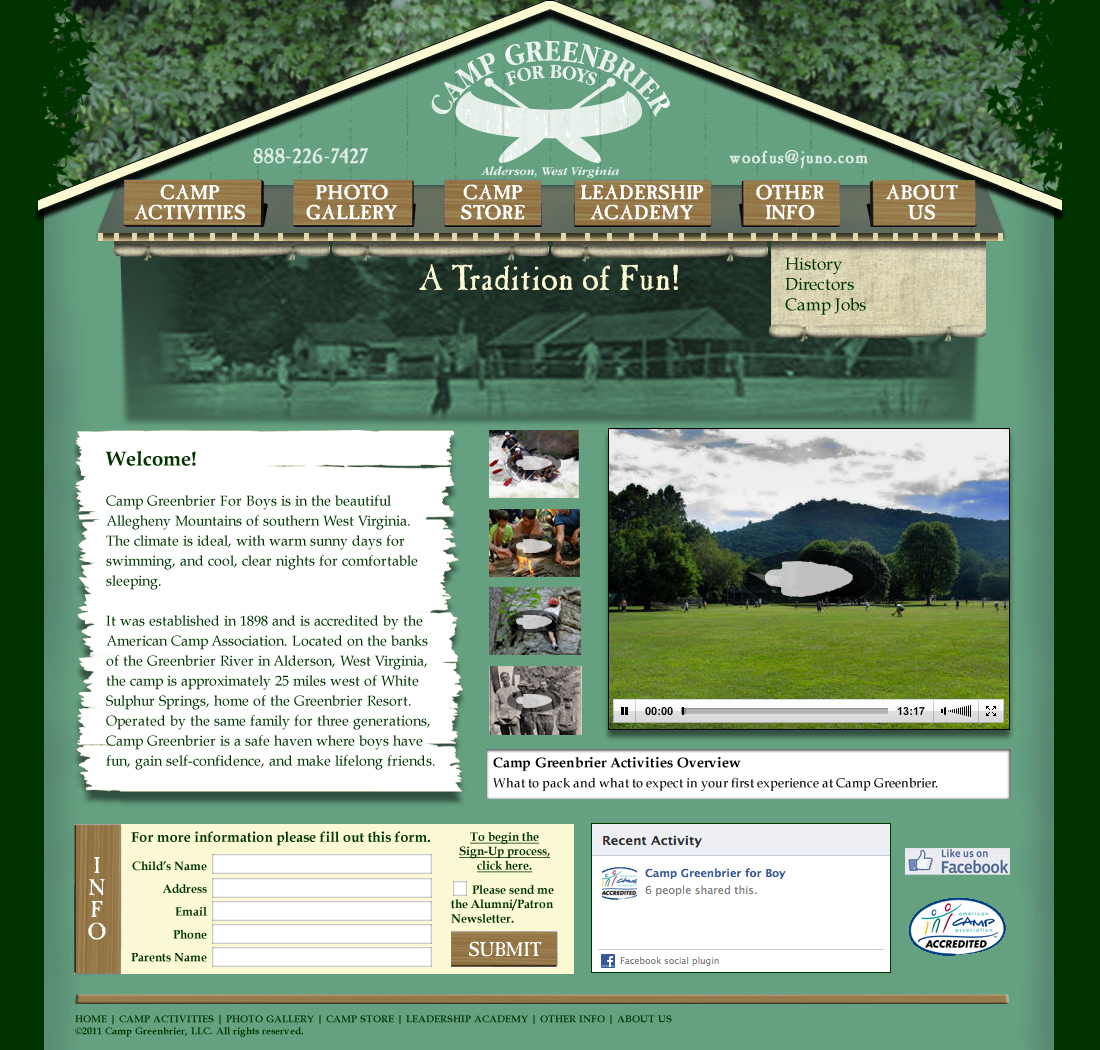 CAMP GREENBRIER
FOR BOYS
888-226-7427
woofus@juno.com
Alderson, West Virginia
CAMP
ACTIVITIES
PHOTO
GALLERY
CAMP
STORE
LEADERSHIP
ACADEMY
OTHER
INFO
ABOUT
US
A Tradition of Fun!
History
Directors
Camp Jobs
Welcome!
Camp Greenbrier For Boys is in the beautiful
Allegheny Mountains of southern West Virginia.
The climate is ideal, with warm sunny days for
swimming, and cool, clear nights for comfortable
sleeping.
It was established in 1898 and is accredited by the
American Camp Association. Located on the banks
of the Greenbrier River in Alderson, West Virginia,
the camp is approximately 25 miles west of White
Sulphur Springs, home of the Greenbrier Resort.
Operated by the same family for three generations,
Camp Greenbrier is a safe haven where boys have
fun, gain self-confidence, and make lifelong friends.
00:00
13:17
Camp Greenbrier Activities Overview
What to pack and what to expect in your first experience at Camp Greenbrier.
INFO
For more information please fill out this form.
Child's Name
Address
Email
Phone
Parents Name
To begin the
Sign-Up process,
click here.
Please send me
the Alumni/Patron
Newsletter.
SUBMIT
Recent Activity
Camp Greenbrier for Boy
6 people shared this.
ACCREDITED
Facebook social plugin
Like us on
Facebook
american
CAMP
association
ACCREDITED
HOME | CAMP ACTIVITIES | PHOTO GALLERY | CAMP STORE | LEADERSHIP ACADEMY | OTHER INFO | ABOUT US
©2011 Camp Greenbrier, LLC. All rights reserved.